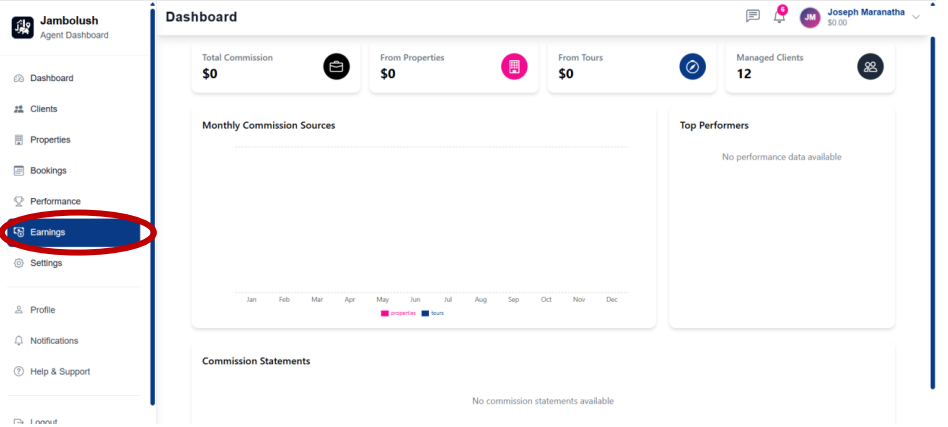 Jambolush
Agent Dashboard
Dashboard
Clients
Properties
Bookings
Performance
Earnings
Settings
Profile
Notifications
Help & Support
Logout
Dashboard
6
JM
Joseph Maranatha
$0.00
Total Commission
$0
From Properties
$0
From Tours
$0
Managed Clients
12
Monthly Commission Sources
Jan Feb Mar Apr May Jun Jul Aug Sep Oct Nov Dec
properties tours
Top Performers
No performance data available
Commission Statements
No commission statements available